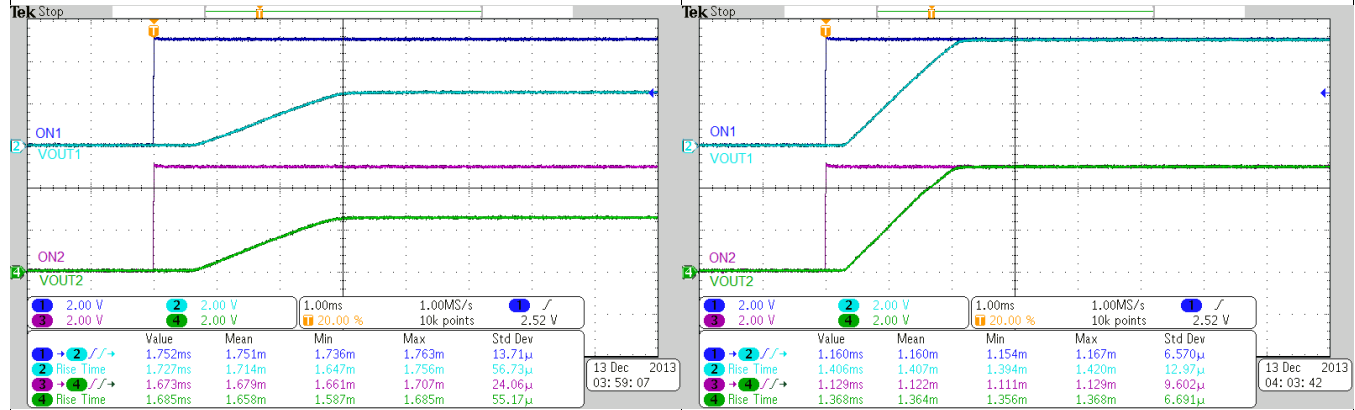 Tek Stop
T
T
ON1
2
VOUT1
ON2
4
VOUT2
1 2.00 V 2 2.00 V 1.00ms 1.00MS/s 1
3 2.00 V 4 2.00 V T 20.00 % 10k points 2.52 V
Value Mean Min Max Std Dev
1 → 2 → 1.752ms 1.751m 1.736m 1.763m 13.71µ
2 Rise Time 1.727ms 1.714m 1.647m 1.756m 56.73µ
3 → 4 → 1.673ms 1.679m 1.661m 1.707m 24.06µ
4 Rise Time 1.685ms 1.658m 1.587m 1.685m 55.17µ
13 Dec 2013
03:59:07
Tek Stop
T
T
ON1
2
VOUT1
ON2
4
VOUT2
1 2.00 V 2 2.00 V 1.00ms 1.00MS/s 1
3 2.00 V 4 2.00 V T 20.00 % 10k points 2.52 V
Value Mean Min Max Std Dev
1 → 2 → 1.160ms 1.160m 1.154m 1.167m 6.570µ
2 Rise Time 1.406ms 1.407m 1.394m 1.420m 12.97µ
3 → 4 → 1.129ms 1.122m 1.111m 1.129m 9.602µ
4 Rise Time 1.368ms 1.364m 1.356m 1.368m 6.691µ
13 Dec 2013
04:03:42